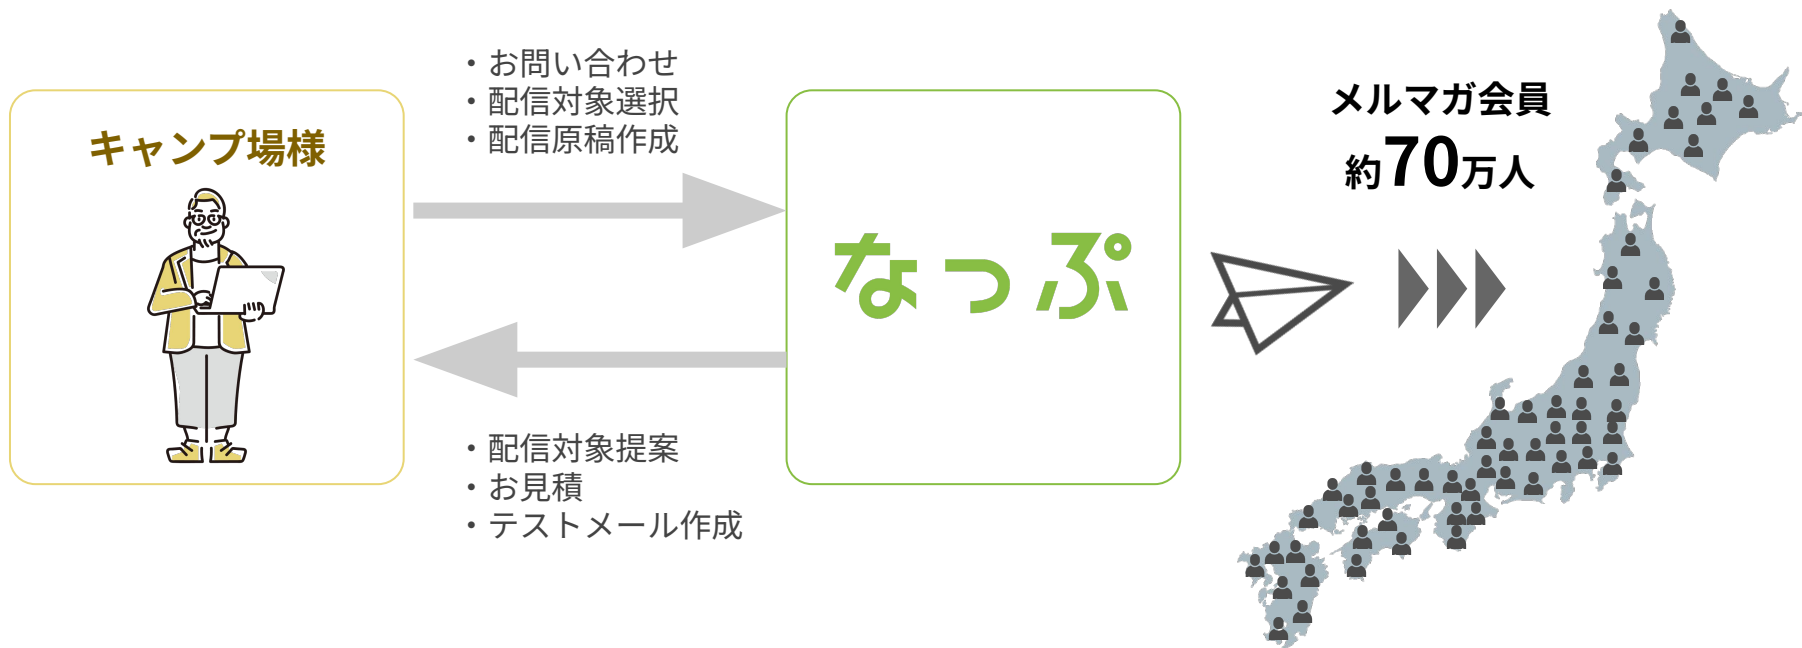 キャンプ場様
・お問い合わせ
・配信対象選択
・配信原稿作成
・配信対象提案
・お見積
・テストメール作成
なっぷ
メルマガ会員
約70万人